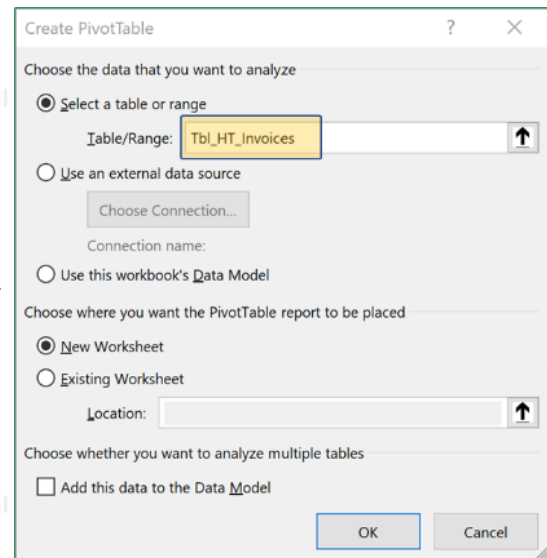 Create PivotTable ?
Choose the data that you want to analyze
Select a table or range
Table/Range: Tbl_HT_Invoices
Use an external data source
Choose Connection...
Connection name:
Use this workbook's Data Model
Choose where you want the PivotTable report to be placed
New Worksheet
Existing Worksheet
Location:
Choose whether you want to analyze multiple tables
Add this data to the Data Model
OK Cancel